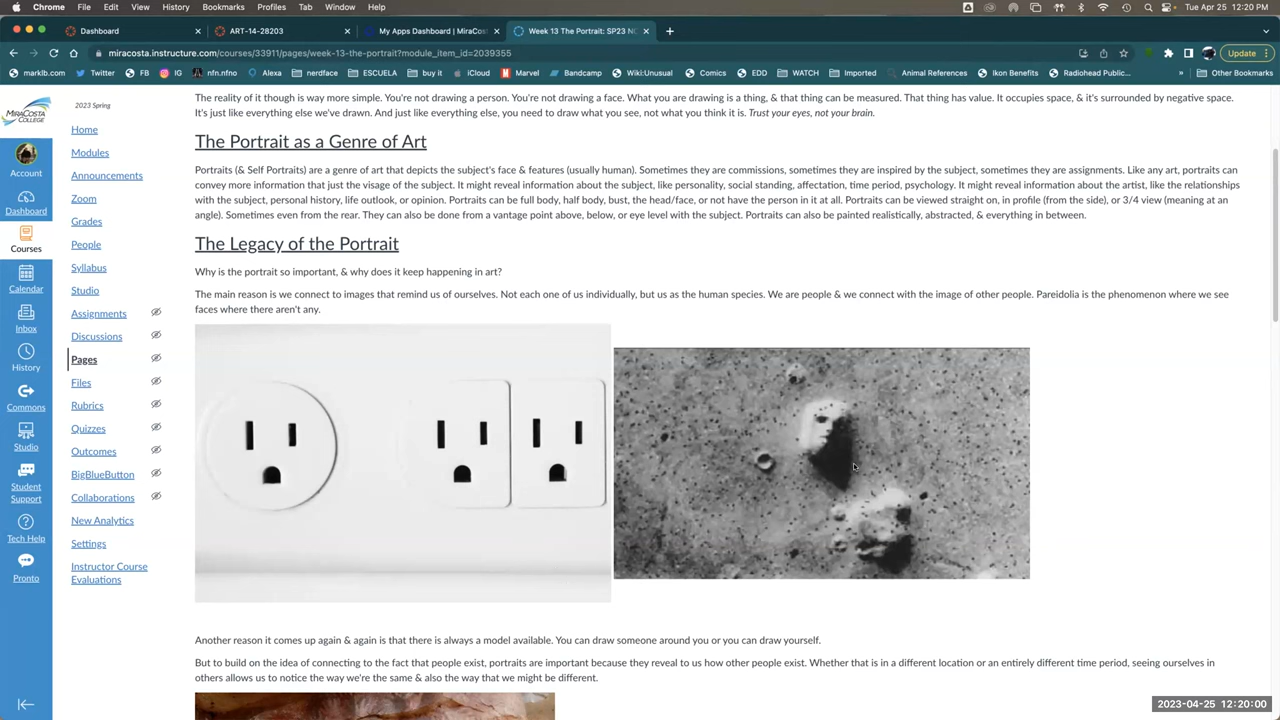 Chrome File Edit View History Bookmarks Profiles Tab Window Help
Tue Apr 25 12:20 PM
Dashboard ART-14-28203 My Apps Dashboard | MiraCost Week 13 The Portrait: SP23 NO
miracosta.instructure.com/courses/33911/pages/week-13-the-portrait?module_item_id=2039355
Update
marklb.com Twitter FB IG nfn.nfno Alexa nerdface ESCUELA buy it iCloud Marvel Bandcamp Wiki:Unusual Comics EDD WATCH Imported Animal References Ikon Benefits Radiohead Public... » Other Bookmarks
MIRACOSTA
COLLEGE
Account
Dashboard
Courses
Calendar
Inbox
History
Commons
Studio
Student
Support
Tech Help
Pronto
2023 Spring
Home
Modules
Announcements
Zoom
Grades
People
Syllabus
Studio
Assignments
Discussions
Pages
Files
Rubrics
Quizzes
Outcomes
BigBlueButton
Collaborations
New Analytics
Settings
Instructor Course
Evaluations
The reality of it though is way more simple. You're not drawing a person. You're not drawing a face. What you are drawing is a thing, & that thing can be measured. That thing has value. It occupies space, & it's surrounded by negative space.
It's just like everything else we've drawn. And just like everything else, you need to draw what you see, not what you think it is. Trust your eyes, not your brain.
The Portrait as a Genre of Art
Portraits (& Self Portraits) are a genre of art that depicts the subject's face & features (usually human). Sometimes they are commissions, sometimes they are inspired by the subject, sometimes they are assignments. Like any art, portraits can
convey more information that just the visage of the subject. It might reveal information about the subject, like personality, social standing, affectation, time period, psychology. It might reveal information about the artist, like the relationships
with the subject, personal history, life outlook, or opinion. Portraits can be full body, half body, bust, the head/face, or not have the person in it at all. Portraits can be viewed straight on, in profile (from the side), or 3/4 view (meaning at an
angle). Sometimes even from the rear. They can also be done from a vantage point above, below, or eye level with the subject. Portraits can also be painted realistically, abstracted, & everything in between.
The Legacy of the Portrait
Why is the portrait so important, & why does it keep happening in art?
The main reason is we connect to images that remind us of ourselves. Not each one of us individually, but us as the human species. We are people & we connect with the image of other people. Pareidolia is the phenomenon where we see
faces where there aren't any.
Another reason it comes up again & again is that there is always a model available. You can draw someone around you or you can draw yourself.
But to build on the idea of connecting to the fact that people exist, portraits are important because they reveal to us how other people exist. Whether that is in a different location or an entirely different time period, seeing ourselves in
others allows us to notice the way we're the same & also the way that we might be different.
2023-04-25 12:20:00